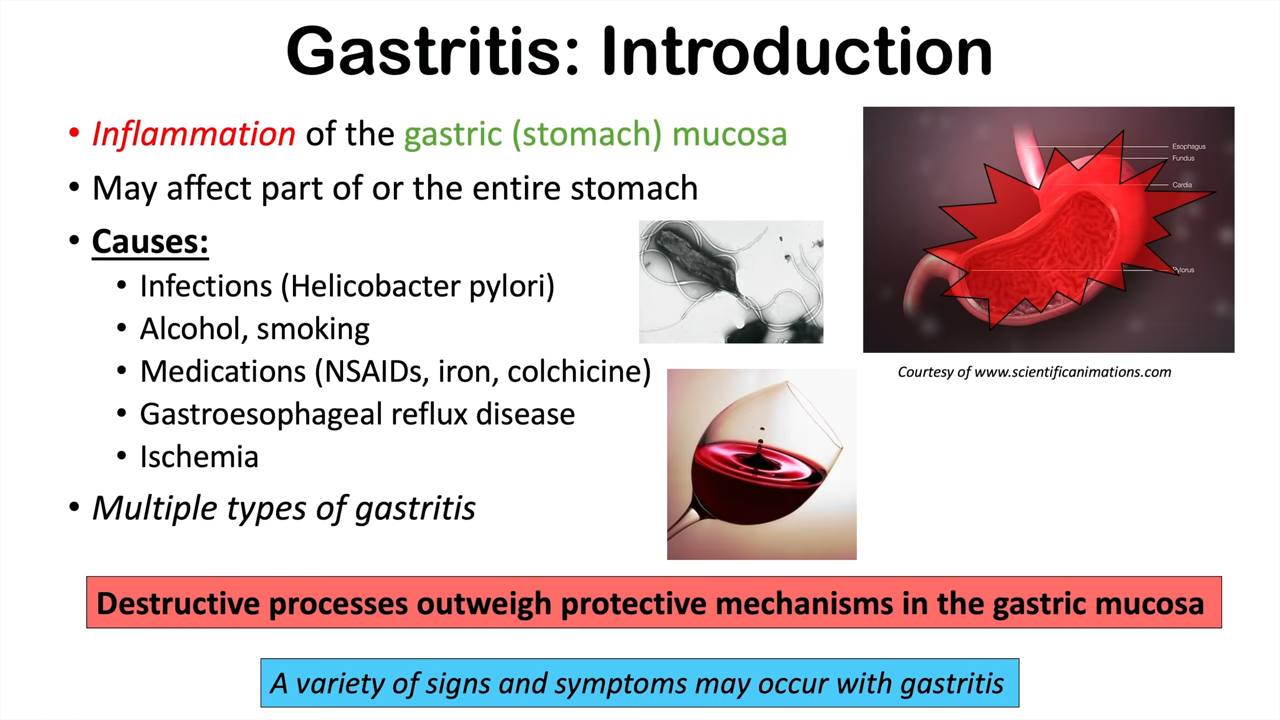 Gastritis: Introduction
• Inflammation of the gastric (stomach) mucosa
• May affect part of or the entire stomach
• Causes:
• Infections (Helicobacter pylori)
• Alcohol, smoking
• Medications (NSAIDs, iron, colchicine)
• Gastroesophageal reflux disease
• Ischemia
• Multiple types of gastritis
Esophagus
Fundus
Cardia
Pylorus
Courtesy of www.scientificanimations.com
Destructive processes outweigh protective mechanisms in the gastric mucosa
A variety of signs and symptoms may occur with gastritis